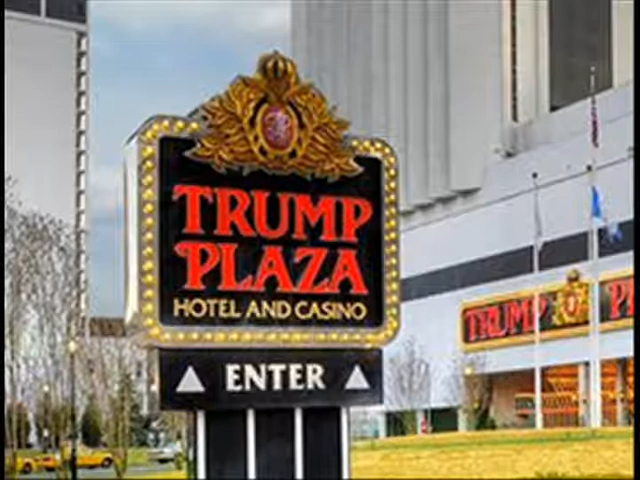 TRUMP
PLAZA
HOTEL AND CASINO
ENTER
TRUMP